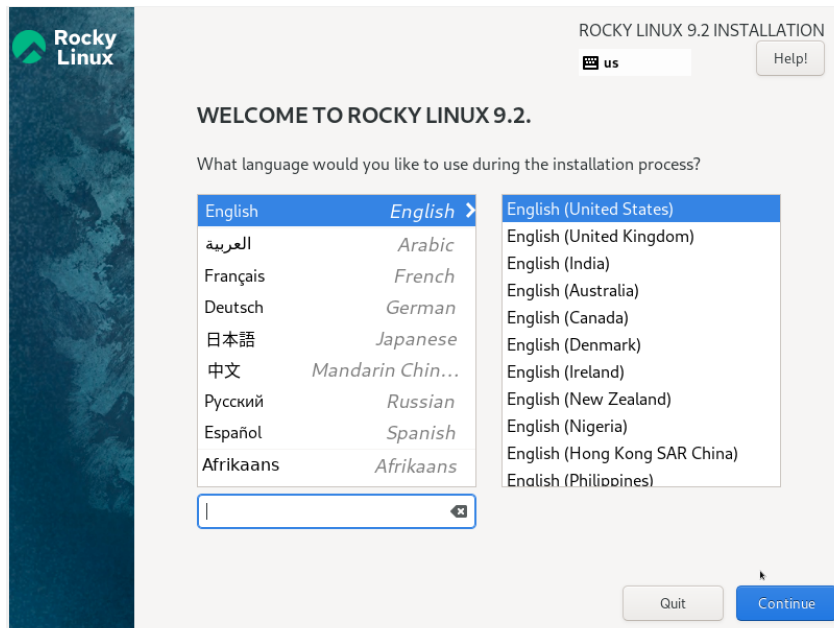 Rocky
Linux
ROCKY LINUX 9.2 INSTALLATION
us
Help!
WELCOME TO ROCKY LINUX 9.2.
What language would you like to use during the installation process?
English English
العربية Arabic
Français French
Deutsch German
日本語 Japanese
中文 Mandarin Chin...
Русский Russian
Español Spanish
Afrikaans Afrikaans
English (United States)
English (United Kingdom)
English (India)
English (Australia)
English (Canada)
English (Denmark)
English (Ireland)
English (New Zealand)
English (Nigeria)
English (Hong Kong SAR China)
English (Philippines)
Quit
Continue